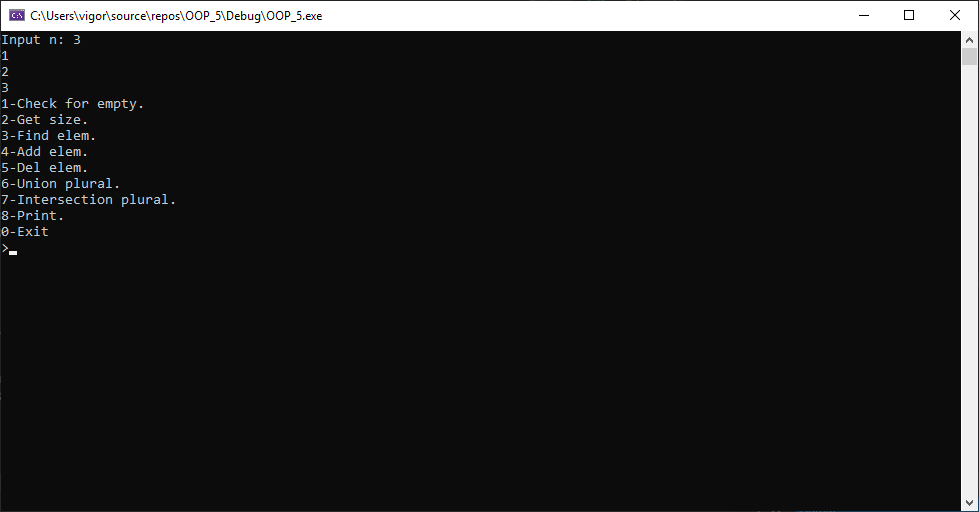 C:\Users\vigor\source\repos\OOP_5\Debug\OOP_5.exe
Input n: 3
1
2
3
1-Check for empty.
2-Get size.
3-Find elem.
4-Add elem.
5-Del elem.
6-Union plural.
7-Intersection plural.
8-Print.
0-Exit
>